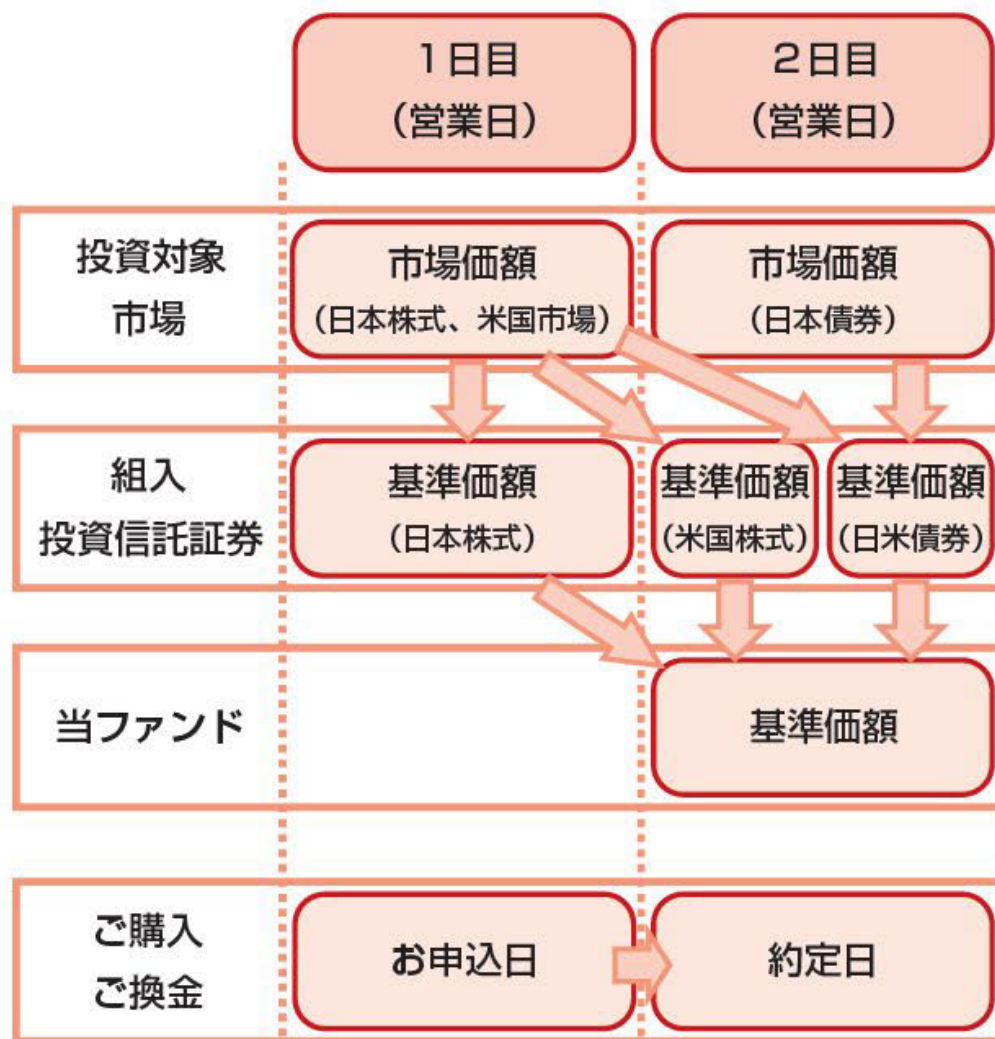 １日目
（営業日）
２日目
（営業日）
投資対象
市場
市場価額
（日本株式、米国市場）
市場価額
（日本債券）
組入
投資信託証券
基準価額
（日本株式）
基準価額
（米国株式）
基準価額
（日米債券）
当ファンド
基準価額
ご購入
ご換金
お申込日
約定日